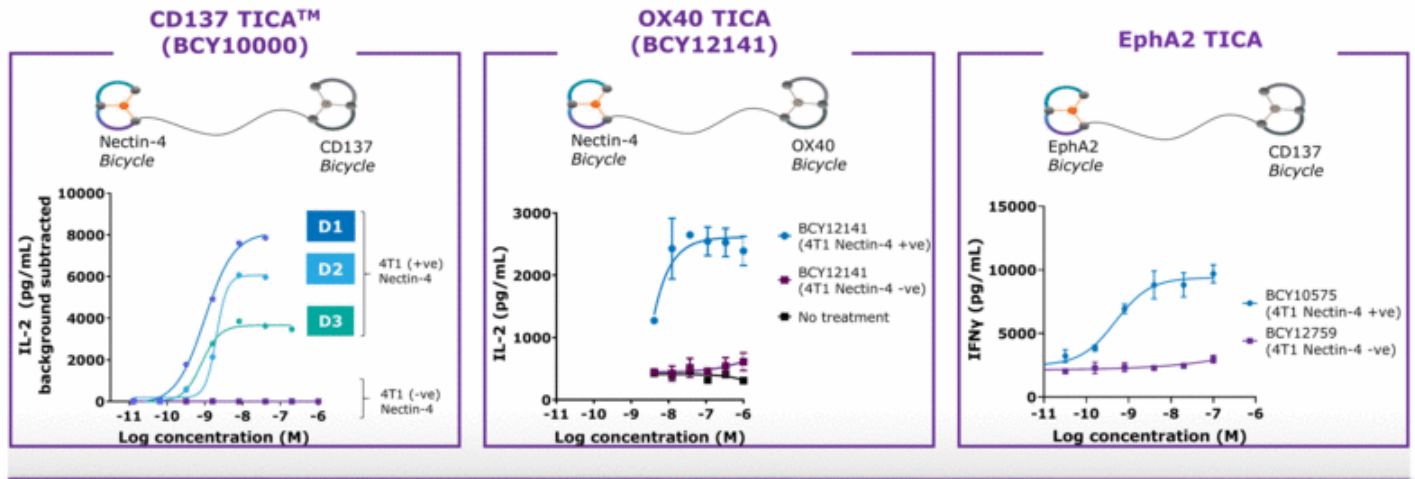 CD137 TICA™
(BCY10000)
Nectin-4
Bicycle
CD137
Bicycle
IL-2 (pg/mL)
background subtracted
10000
8000
6000
4000
2000
0
-11 -10 -9 -8 -7 -6
Log concentration (M)
D1
D2
D3
4T1 (+ve)
Nectin-4
4T1 (-ve)
Nectin-4
OX40 TICA
(BCY12141)
Nectin-4
Bicycle
OX40
Bicycle
IL-2 (pg/mL)
3000
2000
1000
0
-11 -10 -9 -8 -7 -6
Log concentration (M)
BCY12141
(4T1 Nectin-4 +ve)
BCY12141
(4T1 Nectin-4 -ve)
No treatment
EphA2 TICA
EphA2
Bicycle
CD137
Bicycle
IFNγ (pg/mL)
15000
10000
5000
0
-11 -10 -9 -8 -7 -6
Log concentration (M)
BCY10575
(4T1 Nectin-4 +ve)
BCY12759
(4T1 Nectin-4 -ve)